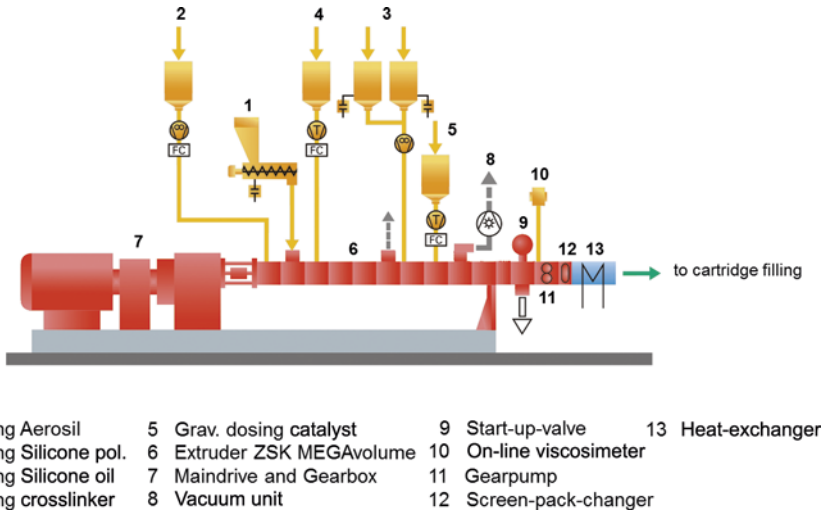 2
4
3
1
5
8
10
FC
FC
T
T
FC
9
7
6
12
13
11
to cartridge filling
ng Aerosil 5 Grav. dosing catalyst 9 Start-up-valve 13 Heat-exchanger
ng Silicone pol. 6 Extruder ZSK MEGAvolume 10 On-line viscosimeter
ng Silicone oil 7 Maindrive and Gearbox 11 Gearpump
ng crosslinker 8 Vacuum unit 12 Screen-pack-changer